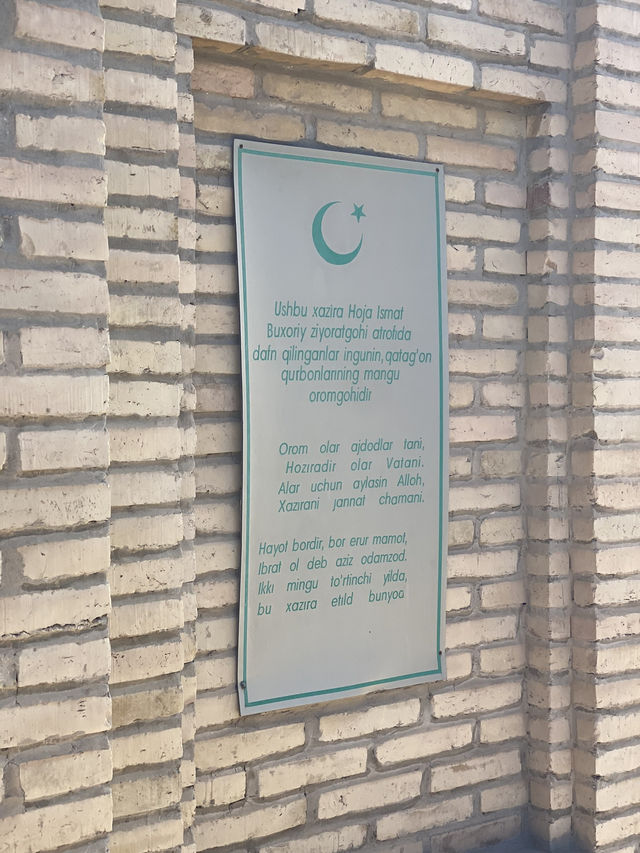 Ushbu xazira Hoja Ismat
Buxoriy ziyoratgohi atrofida
dafn qilinganlar ingunin, qatag'on
qurbonlarining mangu
oromgohidir
Orom olar ajdodlar tani,
Hoziradir olar Vatani.
Alar uchun aylasin Alloh,
Xazirani jannat chamani.
Hayot bordir, bor erur mamot,
Ibrat ol deb aziz odamzod.
Ikki mingu to'rtinchi yilda,
bu xazira etild bunyod